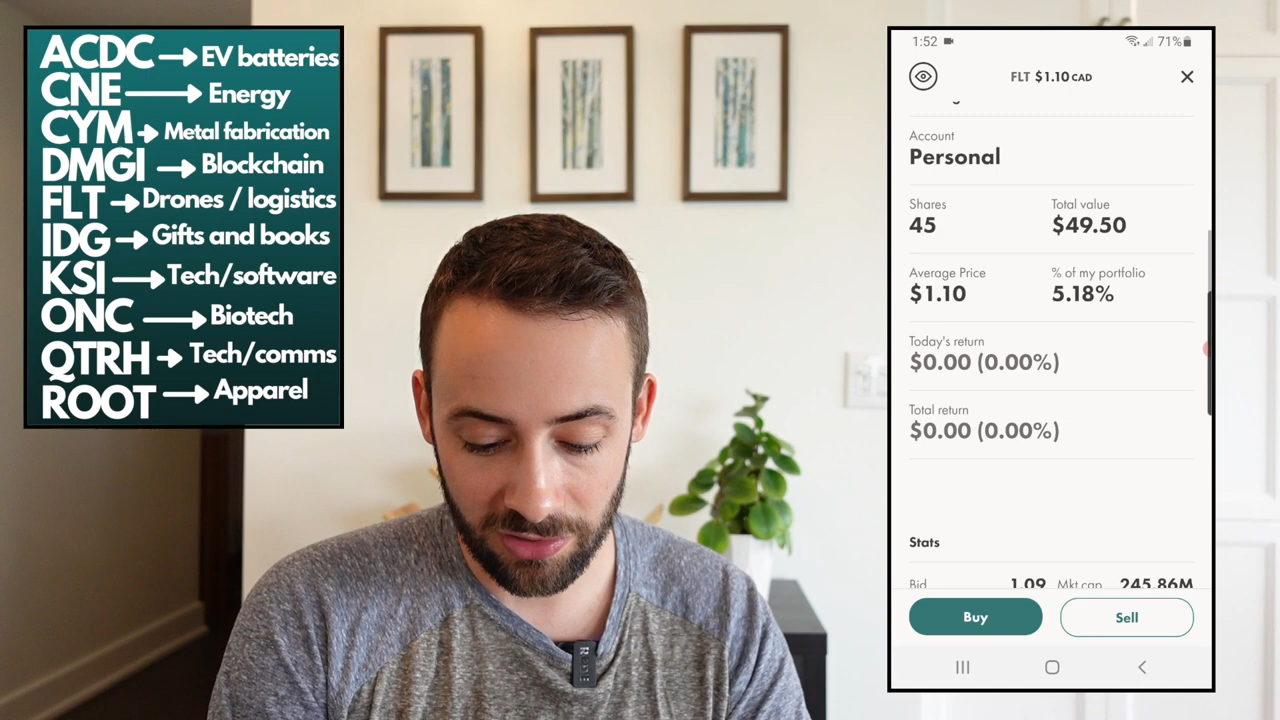 ACDC → EV batteries
CNE → Energy
CYM → Metal fabrication
DMGI → Blockchain
FLT → Drones / logistics
IDG → Gifts and books
KSI → Tech/software
ONC → Biotech
QTRH → Tech/comms
ROOT → Apparel
1:52
71%
FLT $1.10 CAD
Account
Personal
Shares
Total value
45
$49.50
Average Price
% of my portfolio
$1.10
5.18%
Today's return
$0.00 (0.00%)
Total return
$0.00 (0.00%)
Stats
Bid 1.09 Mkt cap 245.86M
Buy
Sell
RODE